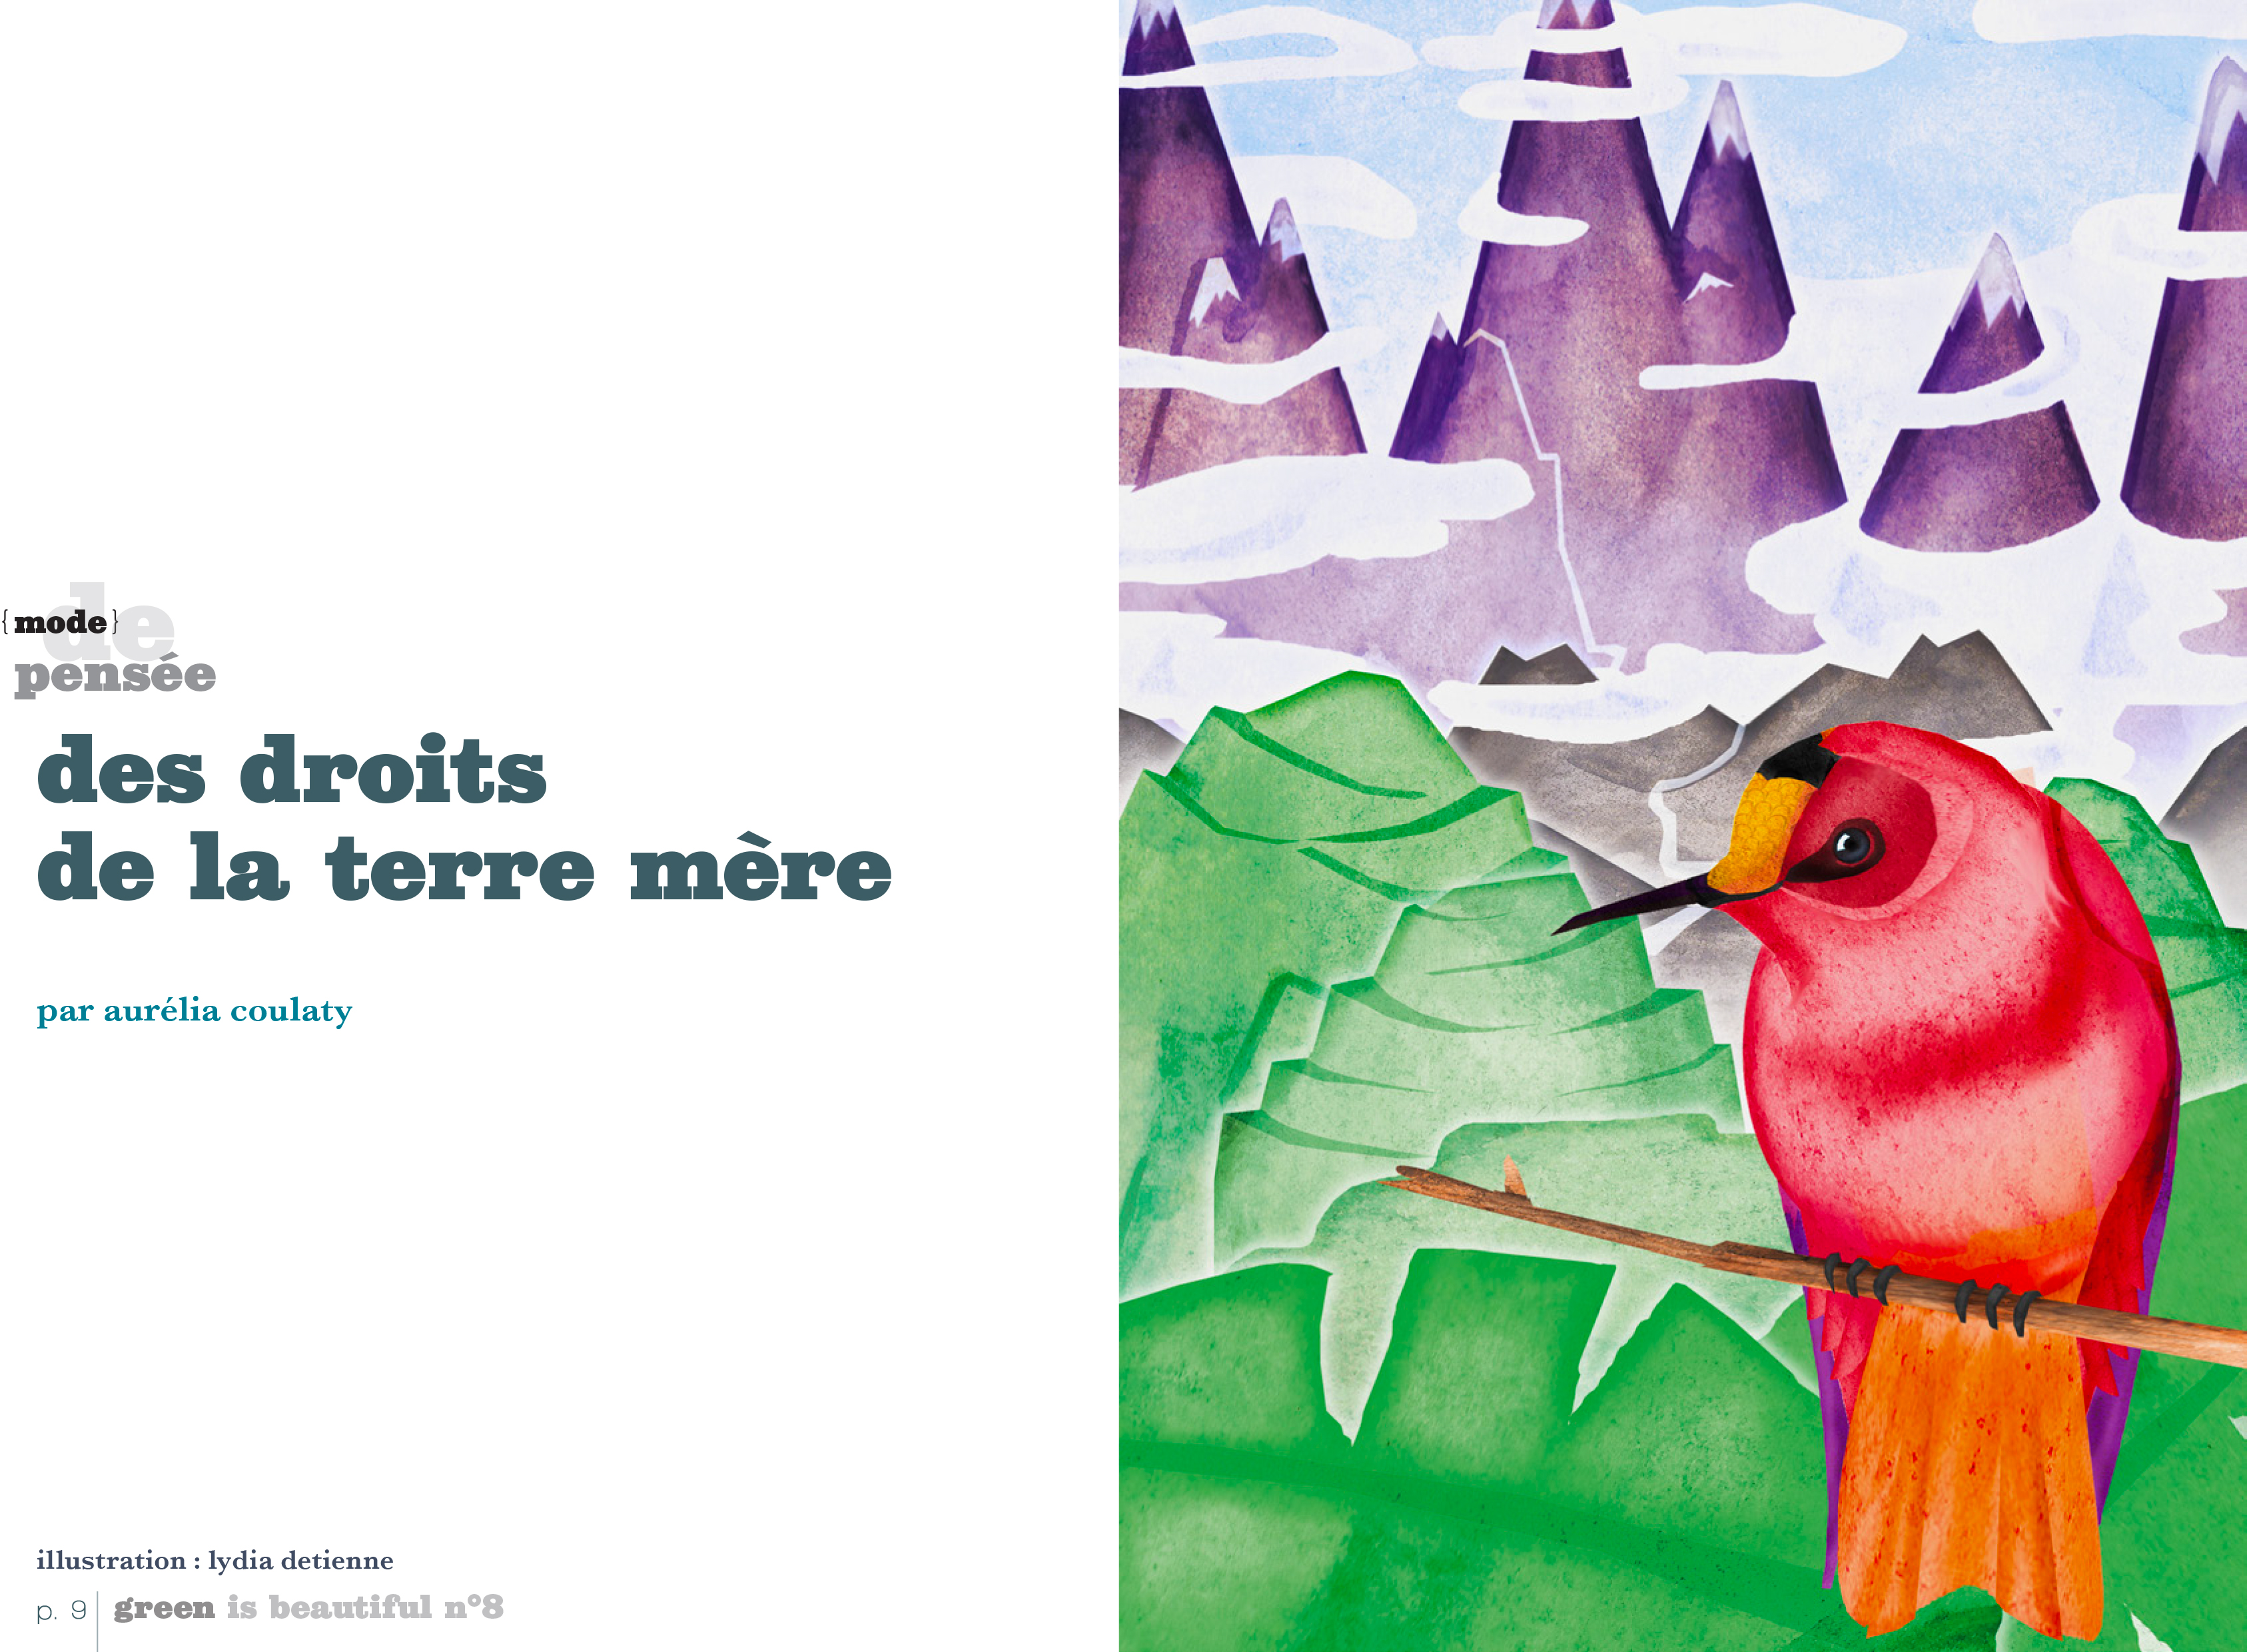 {mode} de
pensée
des droits
de la terre mère
par aurélia coulaty
illustration : lydia detienne
p. 9 green is beautiful n°8